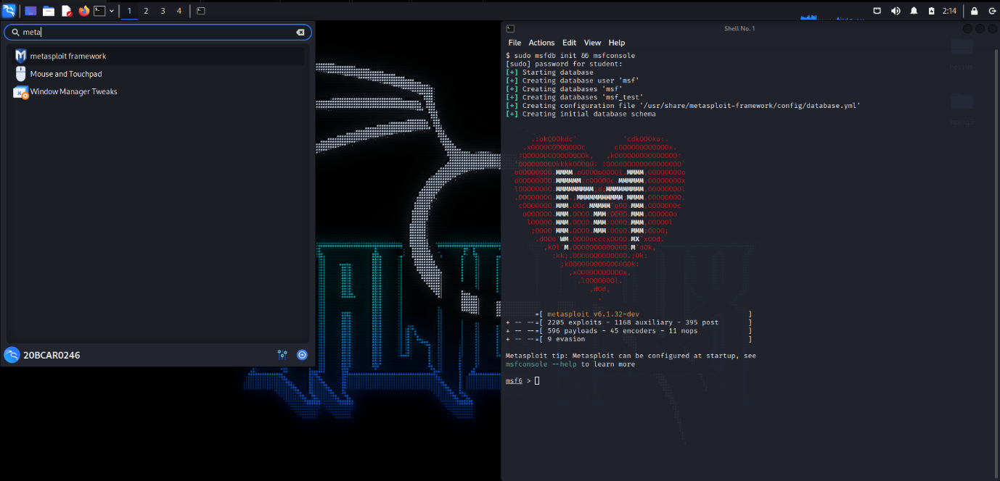 1 2 3 4
2:14
meta
metasploit framework
Mouse and Touchpad
Window Manager Tweaks
20BCAR0246
Shell No. 1
File Actions Edit View Help
$ sudo msfdb init && msfconsole
[sudo] password for student:
[+] Starting database
[+] Creating database user 'msf'
[+] Creating databases 'msf'
[+] Creating databases 'msf_test'
[+] Creating configuration file '/usr/share/metasploit-framework/config/database.yml'
[+] Creating initial database schema
=[ metasploit v6.1.32-dev ]
+ -- --=[ 2205 exploits - 1168 auxiliary - 395 post ]
+ -- --=[ 596 payloads - 45 encoders - 11 nops ]
+ -- --=[ 9 evasion ]
Metasploit tip: Metasploit can be configured at startup, see
msfconsole --help to learn more
msf6 >